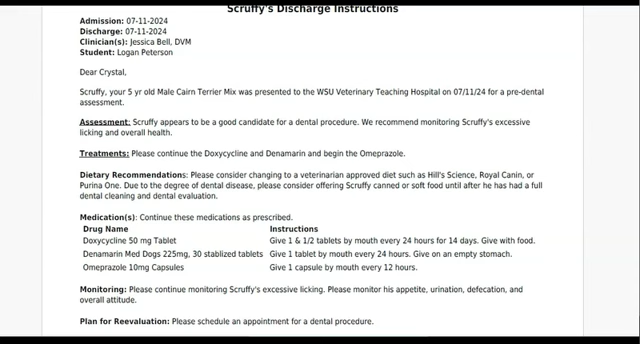 Scruffy's Discharge Instructions
Admission: 07-11-2024
Discharge: 07-11-2024
Clinician(s): Jessica Bell, DVM
Student: Logan Peterson
Dear Crystal,
Scruffy, your 5 yr old Male Cairn Terrier Mix was presented to the WSU Veterinary Teaching Hospital on 07/11/24 for a pre-dental
assessment.
Assessment: Scruffy appears to be a good candidate for a dental procedure. We recommend monitoring Scruffy's excessive
licking and overall health.
Treatments: Please continue the Doxycycline and Denamarin and begin the Omeprazole.
Dietary Recommendations: Please consider changing to a veterinarian approved diet such as Hill's Science, Royal Canin, or
Purina One. Due to the degree of dental disease, please consider offering Scruffy canned or soft food until after he has had a full
dental cleaning and dental evaluation.
Medication(s): Continue these medications as prescribed.
Drug Name Instructions
Doxycycline 50 mg Tablet Give 1 & 1/2 tablets by mouth every 24 hours for 14 days. Give with food.
Denamarin Med Dogs 225mg, 30 stablized tablets Give 1 tablet by mouth every 24 hours. Give on an empty stomach.
Omeprazole 10mg Capsules Give 1 capsule by mouth every 12 hours.
Monitoring: Please continue monitoring Scruffy's excessive licking. Please monitor his appetite, urination, defecation, and
overall attitude.
Plan for Reevaluation: Please schedule an appointment for a dental procedure.